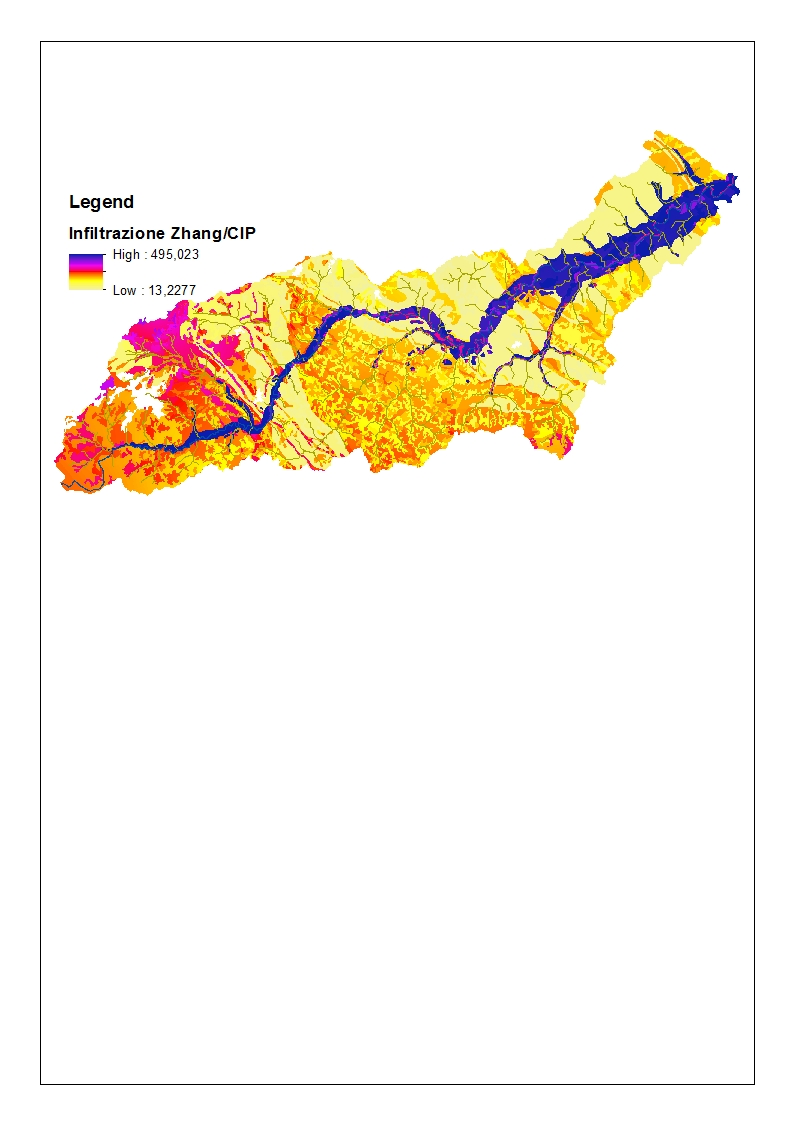 Legend
Infiltrazione Zhang/CIP
High : 495,023
Low : 13,2277